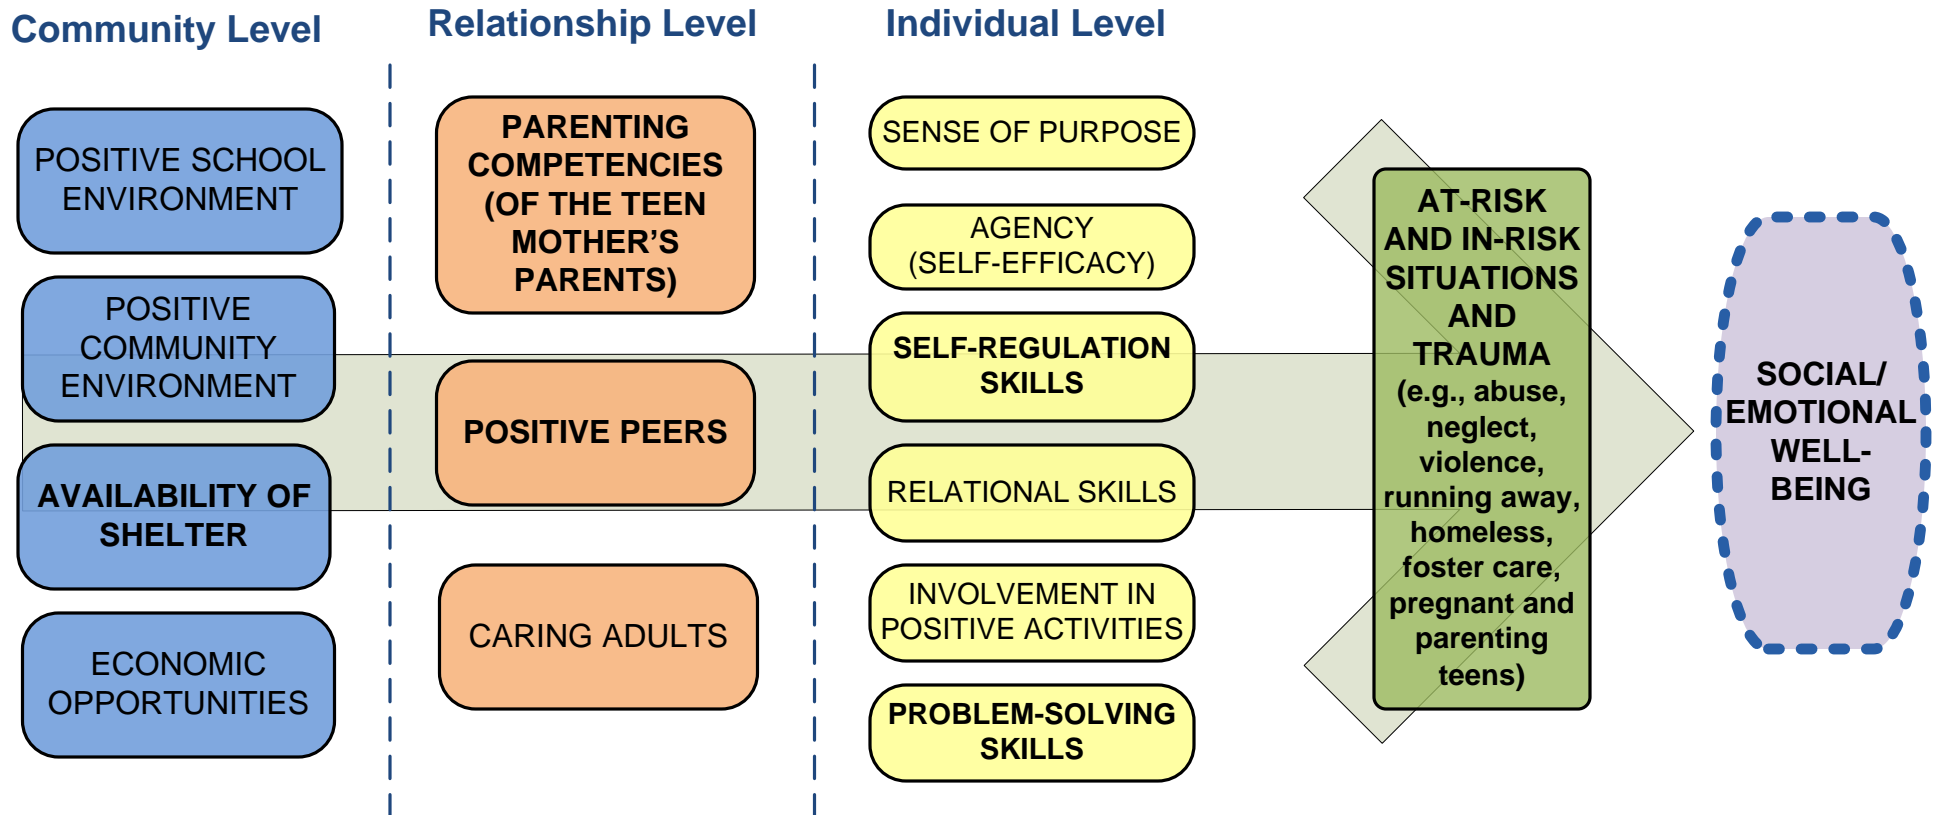 Community Level
Relationship Level
Individual Level
POSITIVE SCHOOL
ENVIRONMENT
POSITIVE
COMMUNITY
ENVIRONMENT
AVAILABILITY OF
SHELTER
ECONOMIC
OPPORTUNITIES
PARENTING
COMPETENCIES
(OF THE TEEN
MOTHER’S
PARENTS)
POSITIVE PEERS
CARING ADULTS
SENSE OF PURPOSE
AGENCY
(SELF-EFFICACY)
SELF-REGULATION
SKILLS
RELATIONAL SKILLS
INVOLVEMENT IN
POSITIVE ACTIVITIES
PROBLEM-SOLVING
SKILLS
AT-RISK
AND IN-RISK
SITUATIONS
AND
TRAUMA
(e.g., abuse,
neglect,
violence,
running away,
homeless,
foster care,
pregnant and
parenting
teens)
SOCIAL/
EMOTIONAL
WELL-
BEING